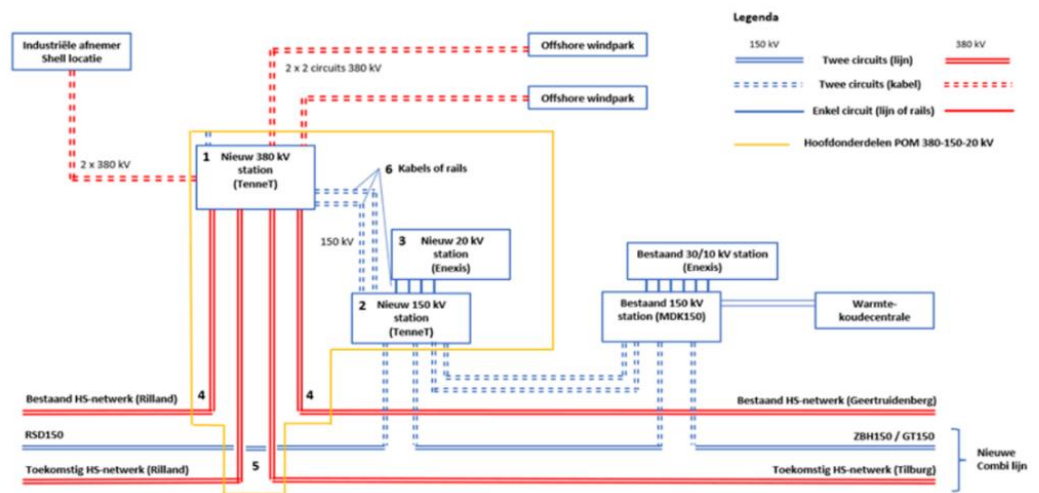 Legenda
150 kV
380 kV
Twee circuits (lijn)
Twee circuits (kabel)
Enkel circuit (lijn of rails)
Hoofdonderdelen POM 380-150-20 kV
Industriële afnemer
Shell locatie
Offshore windpark
2 x 2 circuits 380 kV
Offshore windpark
2 x 380 kV
1 Nieuw 380 kV
station
(TenneT)
6 Kabels of rails
150 kV
3 Nieuw 20 kV
station
(Enexis)
2 Nieuw 150 kV
station
(TenneT)
Bestaand 30/10 kV station
(Enexis)
Bestaand 150 kV
station (MDK150)
Warmte-
koudecentrale
Bestaand HS-netwerk (Rilland)
4
4
Bestaand HS-netwerk (Geertruidenberg)
RSD150
ZBH150 / GT150
5
Toekomstig HS-netwerk (Rilland)
Toekomstig HS-netwerk (Tilburg)
Nieuwe
Combi lijn